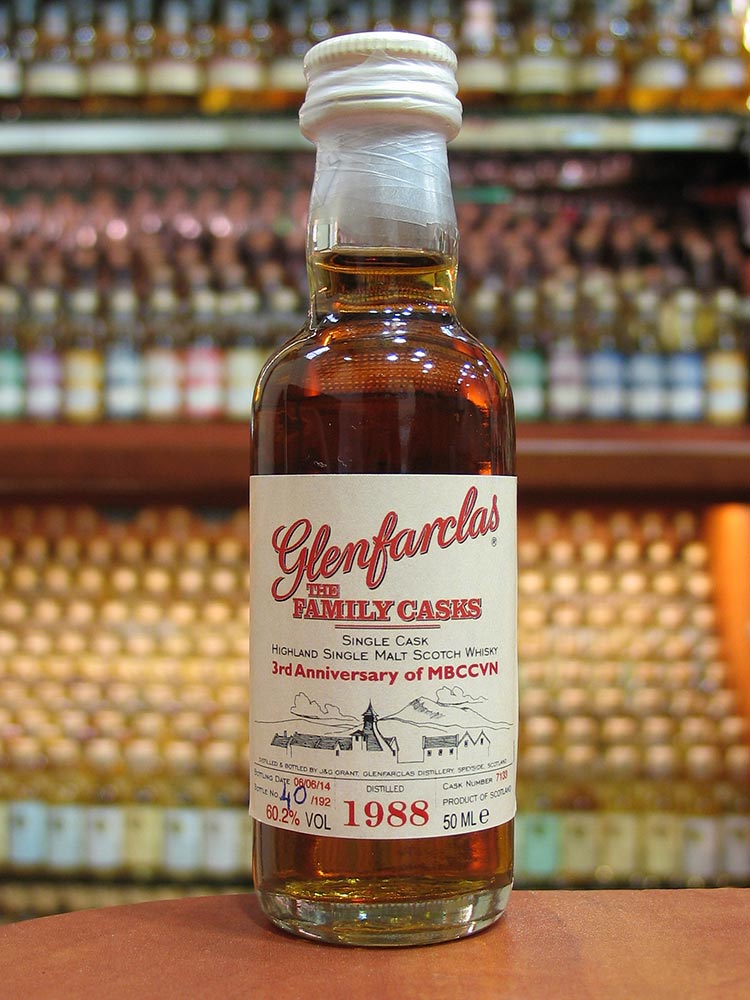 Glenfarclas®
THE
FAMILY CASKS
SINGLE CASK
HIGHLAND SINGLE MALT SCOTCH WHISKY
3rd Anniversary of MBCCVN
DISTILLED & BOTTLED BY J&G GRANT, GLENFARCLAS DISTILLERY, SPEYSIDE, SCOTLAND
BOTTLING DATE 06/06/14
BOTTLE NO. 40 /192
60.2% VOL
DISTILLED
1988
CASK NUMBER 7133
PRODUCT OF SCOTLAND
50 ML e